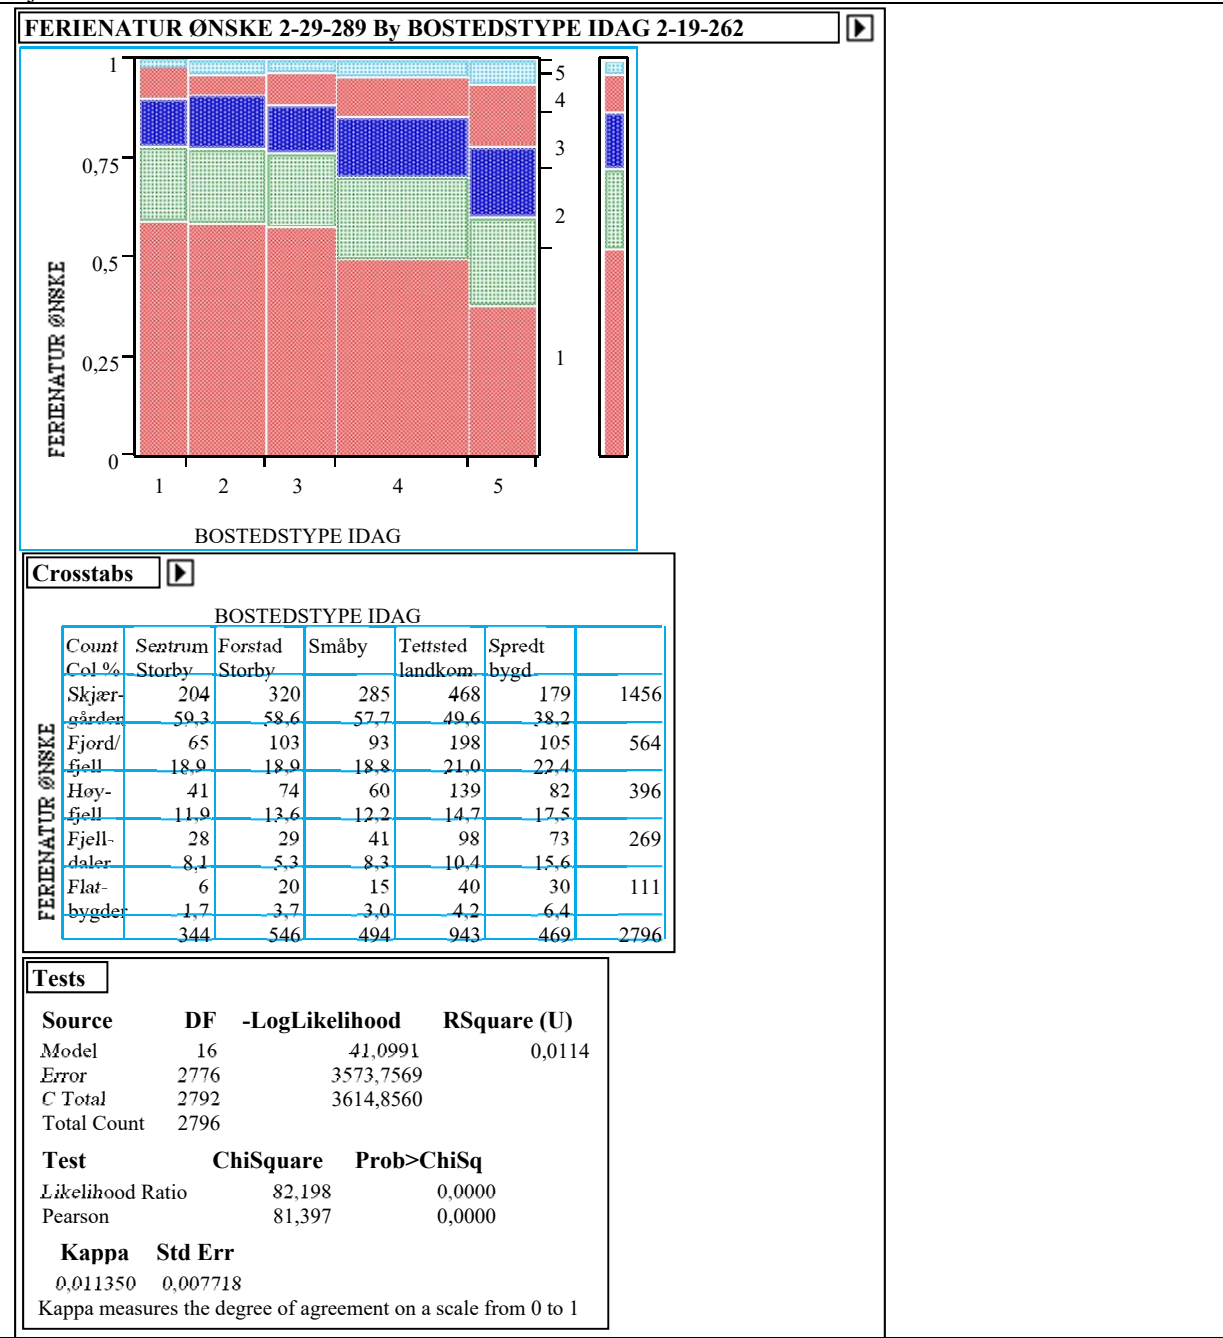 FERIENATUR ØNSKE 2-29-289 By BOSTEDSTYPE IDAG 2-19-262
1
0,75
0,5
0,25
0
FERIENATUR ØNSKE
5
4
3
2
1
1 2 3 4 5
BOSTEDSTYPE IDAG
Crosstabs
BOSTEDSTYPE IDAG
FERIENATUR ØNSKE
Count Sentrum Forstad Småby Tettsted Spredt
Col % Storby Storby landkom. bygd
Skjær- 204 320 285 468 179 1456
gården 59,3 58,6 57,7 49,6 38,2
Fjord/ 65 103 93 198 105 564
fjell 18,9 18,9 18,8 21,0 22,4
Høy- 41 74 60 139 82 396
fjell 11,9 13,6 12,2 14,7 17,5
Fjell- 28 29 41 98 73 269
daler 8,1 5,3 8,3 10,4 15,6
Flat- 6 20 15 40 30 111
bygder 1,7 3,7 3,0 4,2 6,4
344 546 494 943 469 2796
Tests
Source DF -LogLikelihood RSquare (U)
Model 16 41,0991 0,0114
Error 2776 3573,7569
C Total 2792 3614,8560
Total Count 2796
Test ChiSquare Prob>ChiSq
Likelihood Ratio 82,198 0,0000
Pearson 81,397 0,0000
Kappa Std Err
0,011350 0,007718
Kappa measures the degree of agreement on a scale from 0 to 1